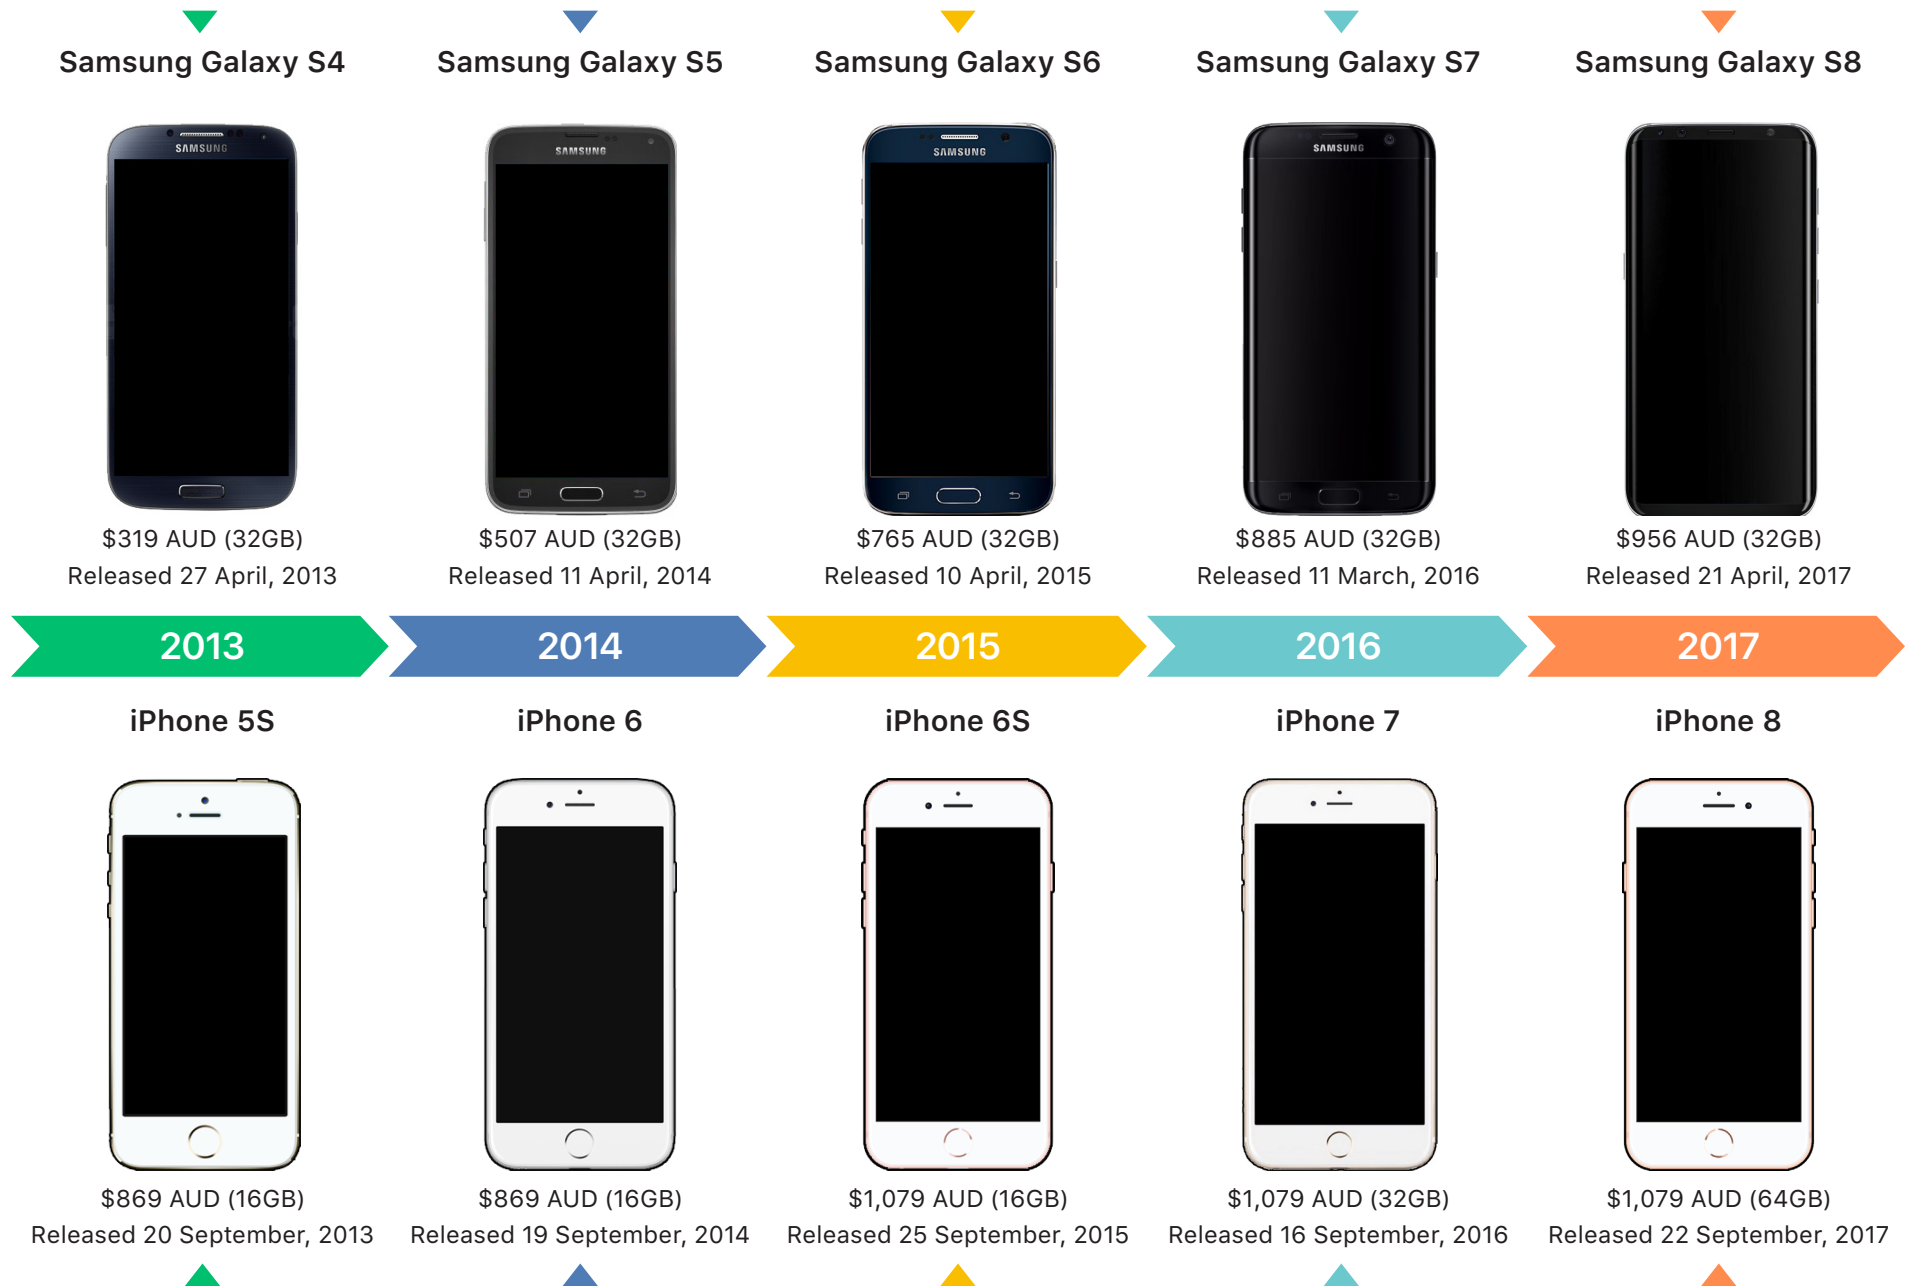 Samsung Galaxy S4
Samsung Galaxy S5
Samsung Galaxy S6
Samsung Galaxy S7
Samsung Galaxy S8
SAMSUNG
SAMSUNG
SAMSUNG
SAMSUNG
$319 AUD (32GB)
Released 27 April, 2013
$507 AUD (32GB)
Released 11 April, 2014
$765 AUD (32GB)
Released 10 April, 2015
$885 AUD (32GB)
Released 11 March, 2016
$956 AUD (32GB)
Released 21 April, 2017
2013
2014
2015
2016
2017
iPhone 5S
iPhone 6
iPhone 6S
iPhone 7
iPhone 8
$869 AUD (16GB)
Released 20 September, 2013
$869 AUD (16GB)
Released 19 September, 2014
$1,079 AUD (16GB)
Released 25 September, 2015
$1,079 AUD (32GB)
Released 16 September, 2016
$1,079 AUD (64GB)
Released 22 September, 2017